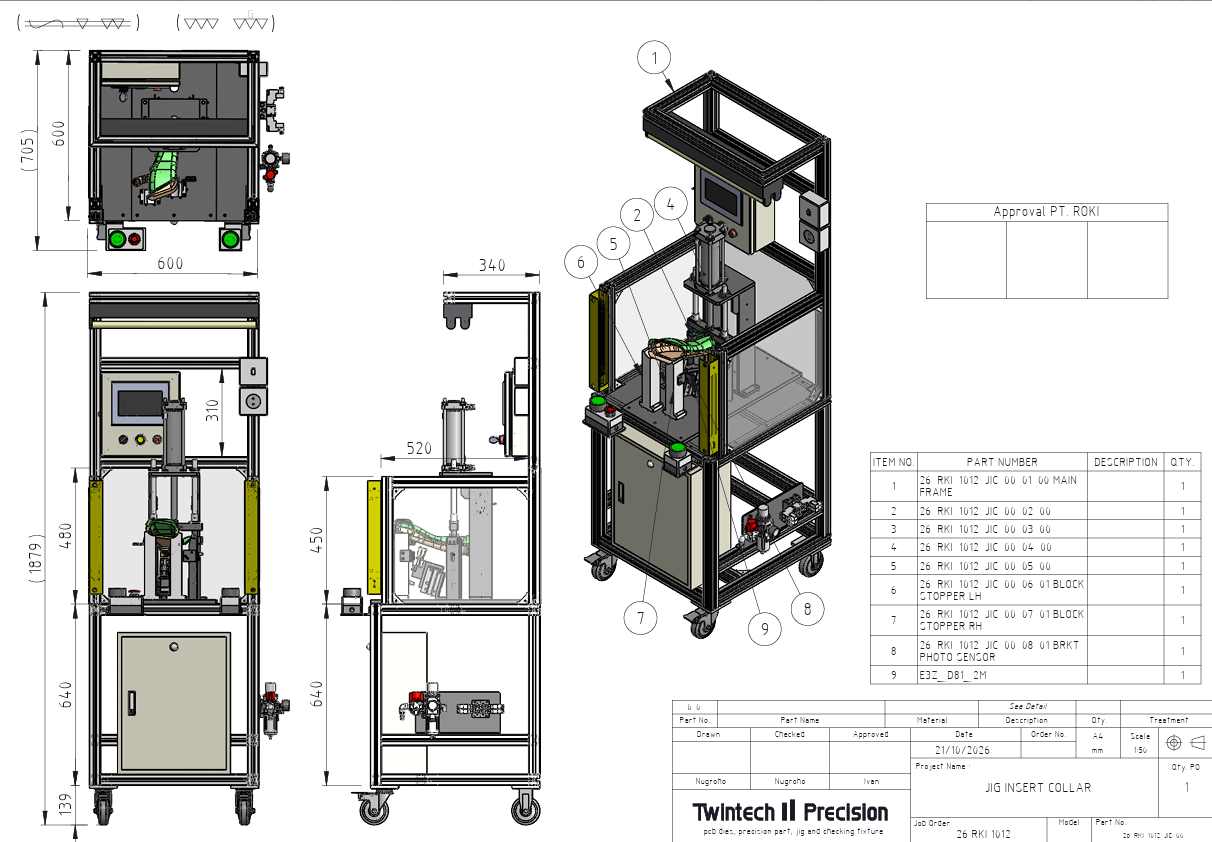 G
(705)
600
600
340
(1879)
480
640
139
310
520
450
640
1
2
4
5
6
7
8
9
Approval PT. ROKI
ITEM NO. PART NUMBER DESCRIPTION QTY.
1 26 RKI 1012 JIC 00 01 00 MAIN FRAME 1
2 26 RKI 1012 JIC 00 02 00 1
3 26 RKI 1012 JIC 00 03 00 1
4 26 RKI 1012 JIC 00 04 00 1
5 26 RKI 1012 JIC 00 05 00 1
6 26 RKI 1012 JIC 00 06 01 BLOCK STOPPER LH 1
7 26 RKI 1012 JIC 00 07 01 BLOCK STOPPER RH 1
8 26 RKI 1012 JIC 00 08 01 BRKT PHOTO SENSOR 1
9 E3Z_D81_2M 1
See Detail
Part No. Part Name Material Description Qty. Treatment
Drawn Checked Approved Date Order No. A4 Scale
21/10/2026 mm 1:50
Project Name : Qty. PO
Nugroho Nugroho Ivan
JIG INSERT COLLAR 1
Twintech II Precision
pcb dies, precision part, jig and checking fixture
Job Order Model Part No.
26 RKI 1012 26 RKI 1012 JIC 00